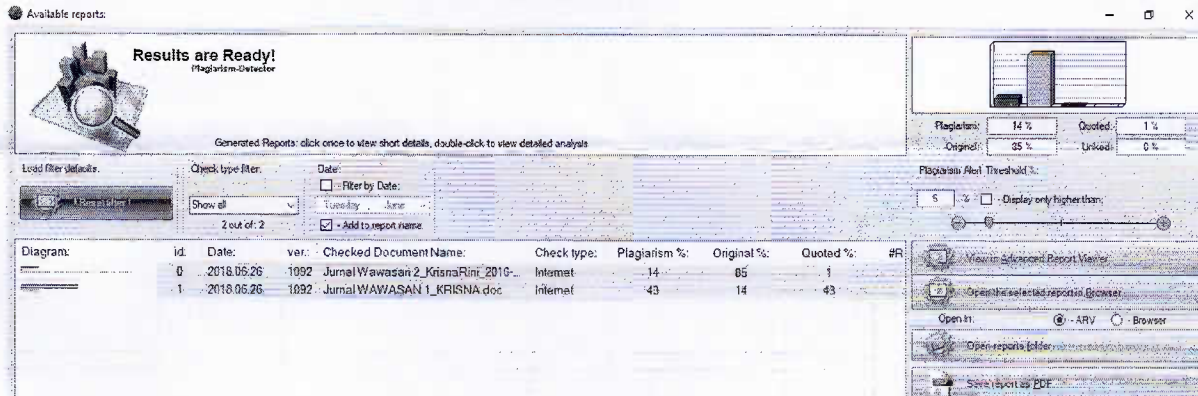 Available reports:
Results are Ready!
Plagiarism-Detector
Generated Reports: click once to view short details, double-click to view detailed analysis
Plagiarism: 14 % Quoted: 1 %
Original: 85 % Linked: 0 %
Load filter defaults:
Check type filter:
Show all
2 out of: 2
Date:
- Filter by Date:
Tuesday , June
- Add to report name
Plagiarism Alert Threshold %:
5 % - Display only higher than:
Diagram: id: Date: ver.: Checked Document Name: Check type: Plagiarism %: Original %: Quoted %: #R
0 2018.06.26 1092 Jurnal Wawasan 2_KrisnaRini_2016-... Internet 14 85 1
1 2018.06.26 1092 Jurnal WAWASAN 1_KRISNA.doc Internet 43 14 43
View in Advanced Report Viewer
Open the selected report in Browser
Open in: - ARV - Browser
Open reports folder
Save report as PDF